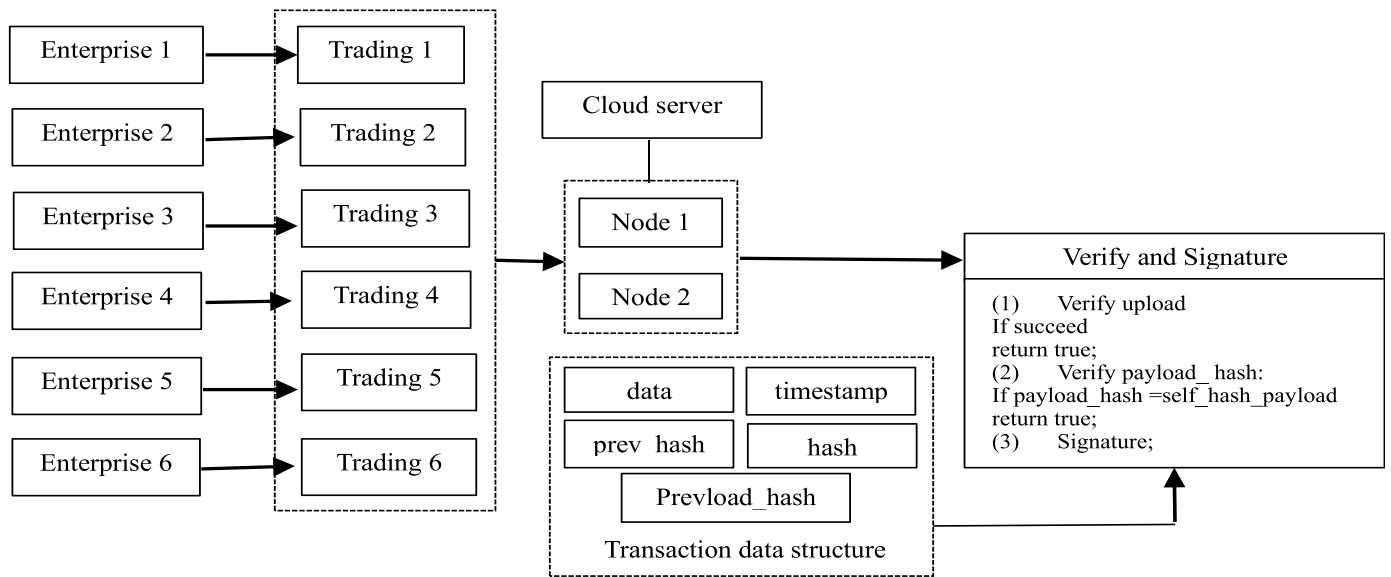 Enterprise 1
Trading 1
Enterprise 2
Trading 2
Enterprise 3
Trading 3
Enterprise 4
Trading 4
Enterprise 5
Trading 5
Enterprise 6
Trading 6
Cloud server
Node 1
Node 2
data
timestamp
prev_hash
hash
Prevload_hash
Transaction data structure
Verify and Signature
(1) Verify upload
If succeed
return true;
(2) Verify payload_ hash:
If payload_hash =self_hash_payload
return true;
(3) Signature;